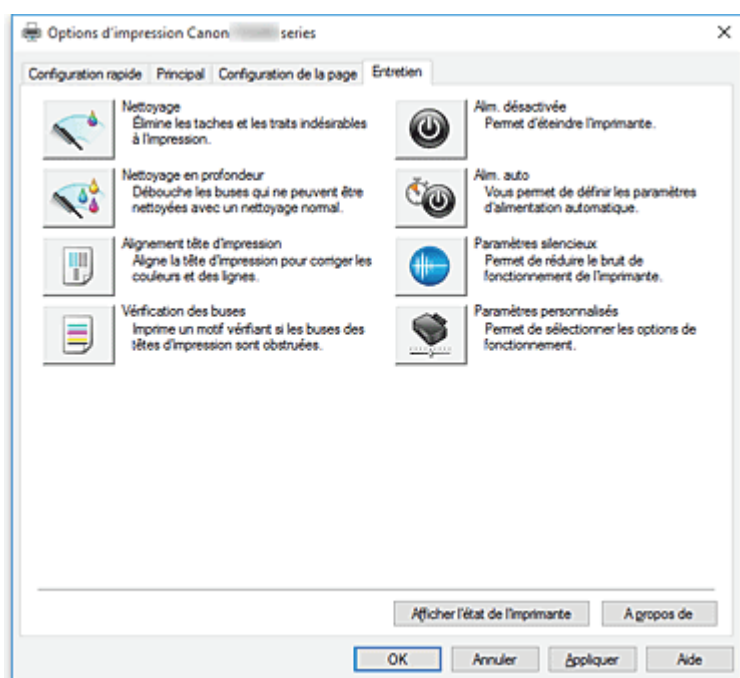 Options d'impression Canon series
Configuration rapide Principal Configuration de la page Entretien
Nettoyage
Élimine les taches et les traits indésirables
à l'impression.
Nettoyage en profondeur
Débouche les buses qui ne peuvent être
nettoyées avec un nettoyage normal.
Alignement tête d'impression
Aligne la tête d'impression pour corriger les
couleurs et des lignes.
Vérification des buses
Imprime un motif vérifiant si les buses des
têtes d'impression sont obstruées.
Alim. désactivée
Permet d'éteindre l'imprimante.
Alim. auto
Vous permet de définir les paramètres
d'alimentation automatique.
Paramètres silencieux
Permet de réduire le bruit de
fonctionnement de l'imprimante.
Paramètres personnalisés
Permet de sélectionner les options de
fonctionnement.
Afficher l'état de l'imprimante A propos de
OK Annuler Appliquer Aide